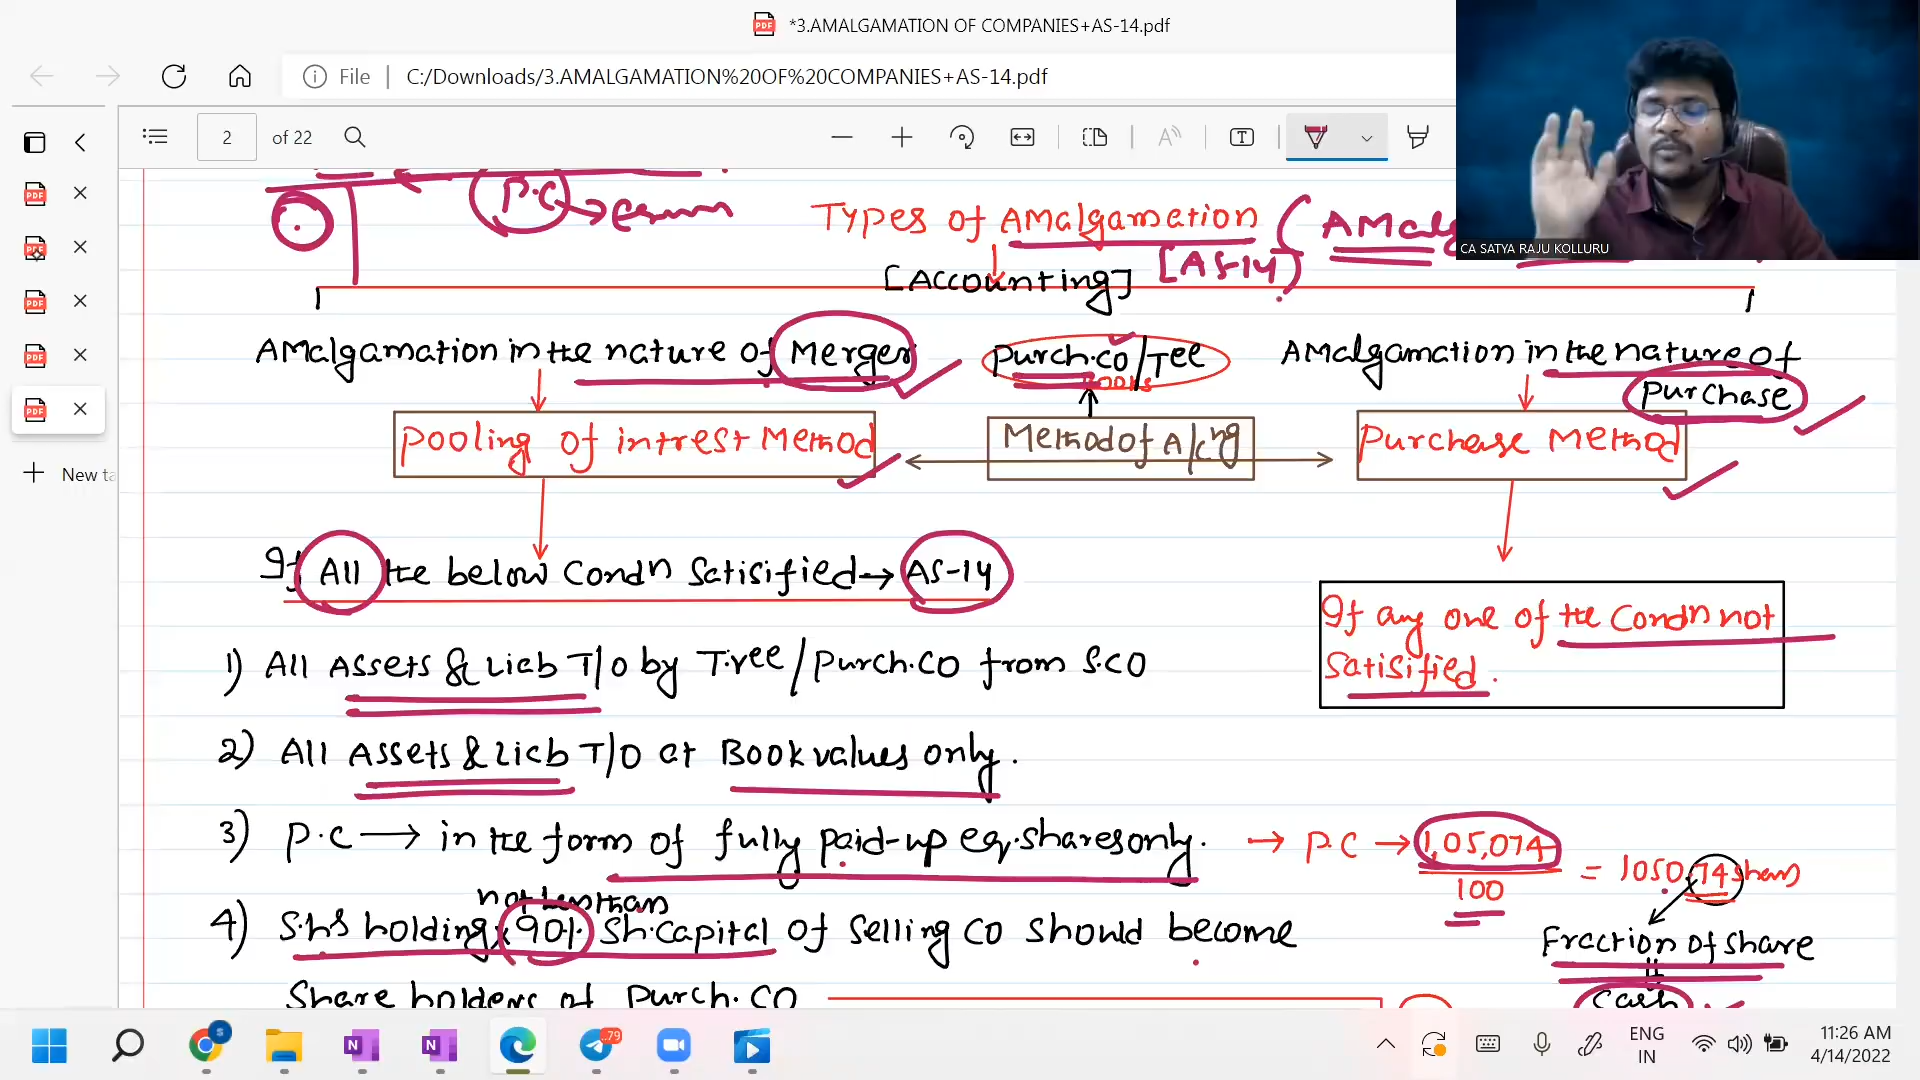 *3.AMALGAMATION OF COMPANIES+AS-14.pdf
File
C:/Downloads/3.AMALGAMATION%20OF%20COMPANIES+AS-14.pdf
2 of 22
CA SATYA RAJU KOLLURU
New ta
P.C
Types of Amalgamation
[AS-14]
[Accounting]
Amalgamation in the nature of Merger
Purch.co/Tee
Amalgamation in the nature of
Purchase
Pooling of intrest Method
Method of A/cng
Purchase Method
If All the below Condn Satisified → AS-14
If any one of the Condn not
Satisified.
1) All Assets & Liab T/o by T.ree/Purch.co from S.co
2) All Assets & Liab T/o at Book values only.
3) P.C → in the form of fully paid-up eq.shares only. → P.C → 1,05,074
100
= 1050.74 shares
not less than
4) S.hs holding 90% Sh.capital of Selling co should become
Share holders of Purch.co
Fraction of share
Cash
79
ENG
IN
11:26 AM
4/14/2022